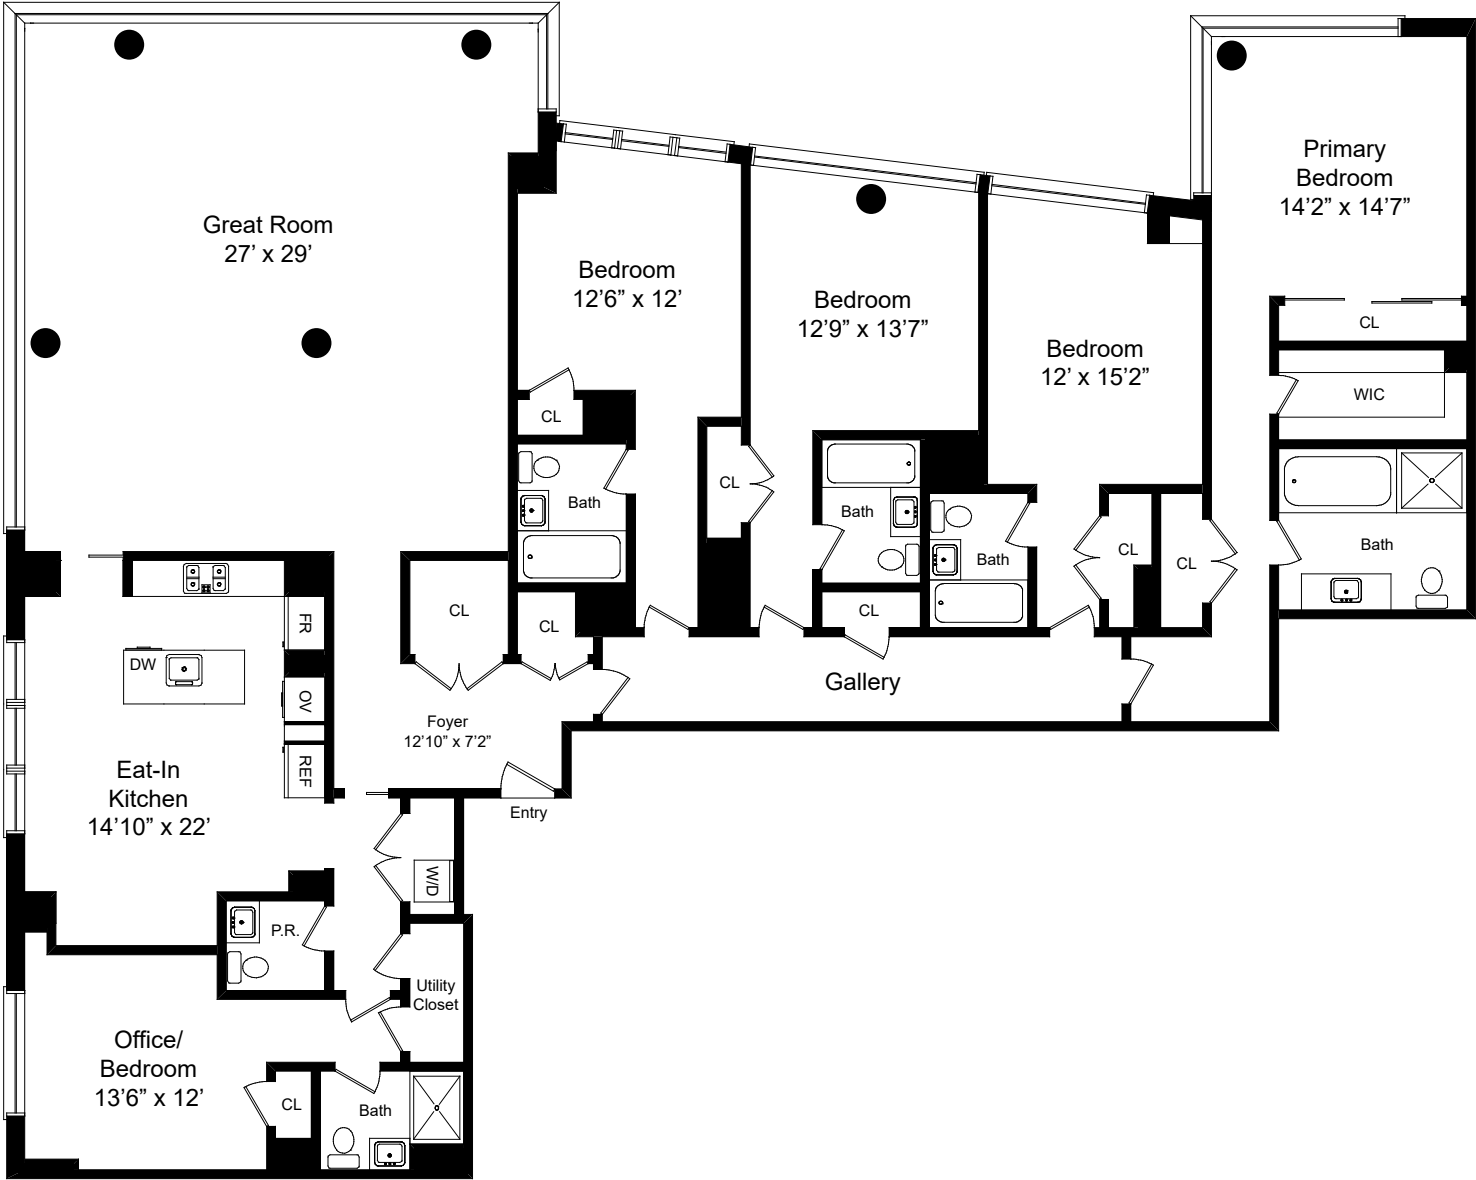 Great Room
27’ x 29’
Bedroom
12’6” x 12’
Bedroom
12’9” x 13’7”
Bedroom
12’ x 15’2”
Primary
Bedroom
14’2” x 14’7”
CL
WIC
CL
Bath
CL
Bath
Bath
CL
CL
Bath
CL
CL
CL
FR
DW
OV
REF
Gallery
Foyer
12’10” x 7’2”
Entry
Eat-In
Kitchen
14’10” x 22’
W/D
P.R.
Utility
Closet
Office/
Bedroom
13’6” x 12’
CL
Bath